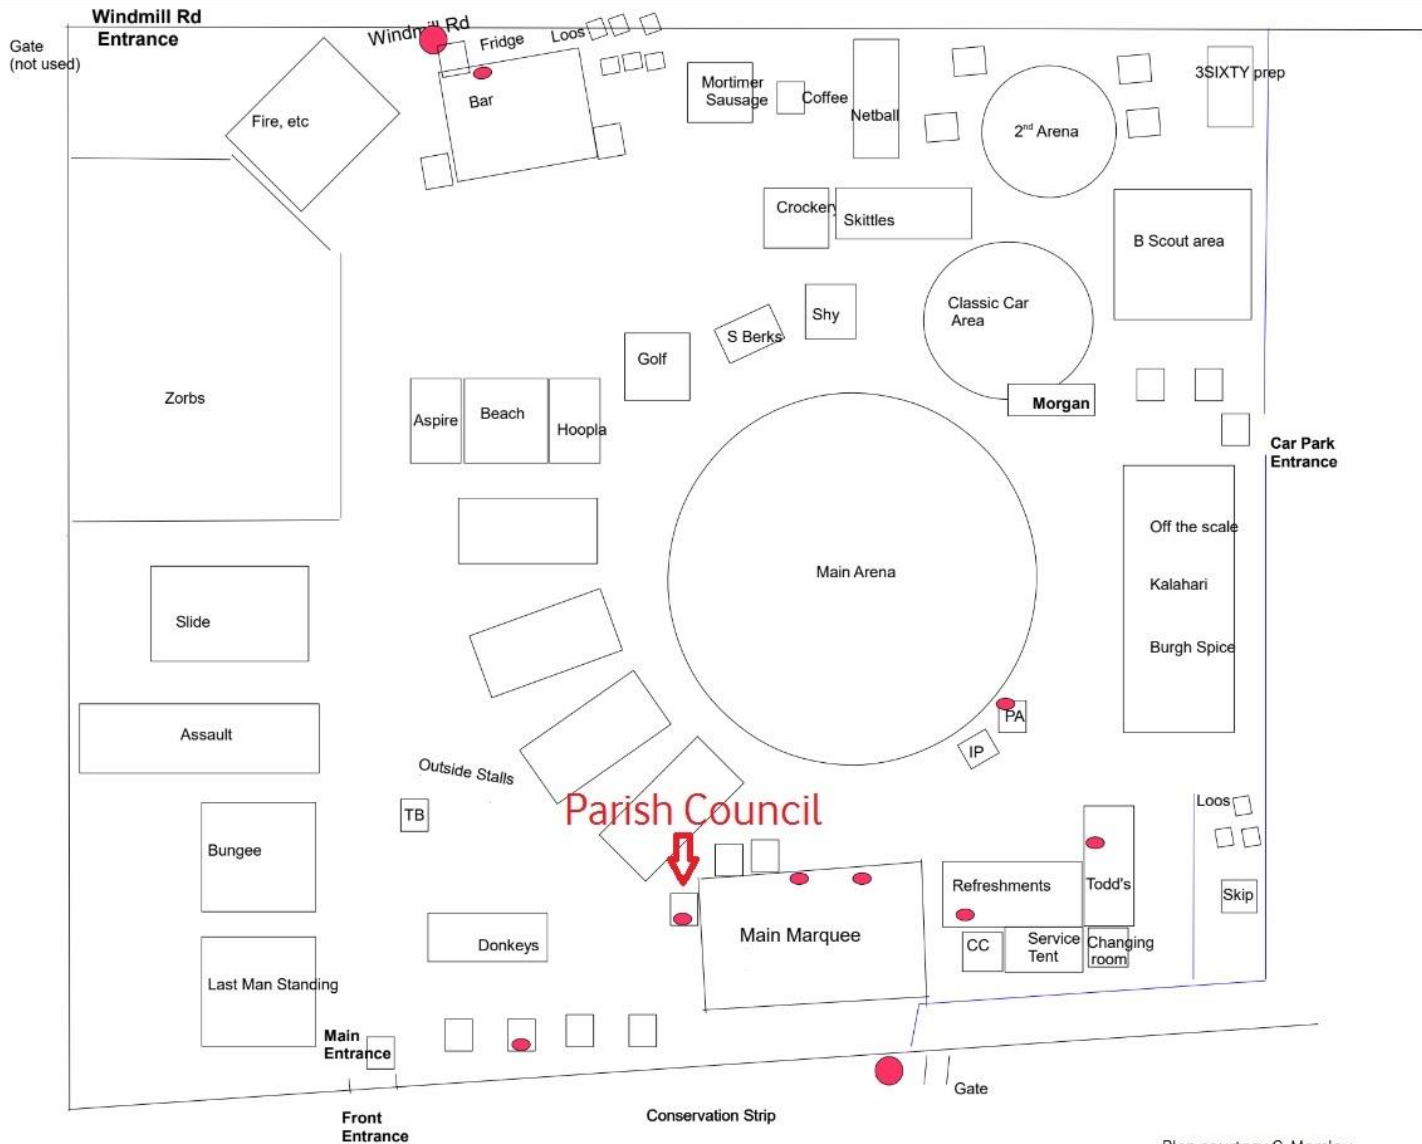 Windmill Rd
Entrance
Gate
(not used)
Windmill Rd
Fridge
Loos
Bar
Fire, etc
Mortimer
Sausage
Coffee
Netball
2nd Arena
3SIXTY prep
Crockery
Skittles
B Scout area
Classic Car
Area
Shy
S Berks
Golf
Morgan
Zorbs
Aspire
Beach
Hoopla
Car Park
Entrance
Off the scale
Kalahari
Burgh Spice
Main Arena
Slide
Assault
PA
IP
Outside Stalls
TB
Parish Council
Loos
Bungee
Refreshments
Todd's
Skip
Main Marquee
Donkeys
CC
Service
Tent
Changing
room
Last Man Standing
Main
Entrance
Gate
Conservation Strip
Front
Entrance